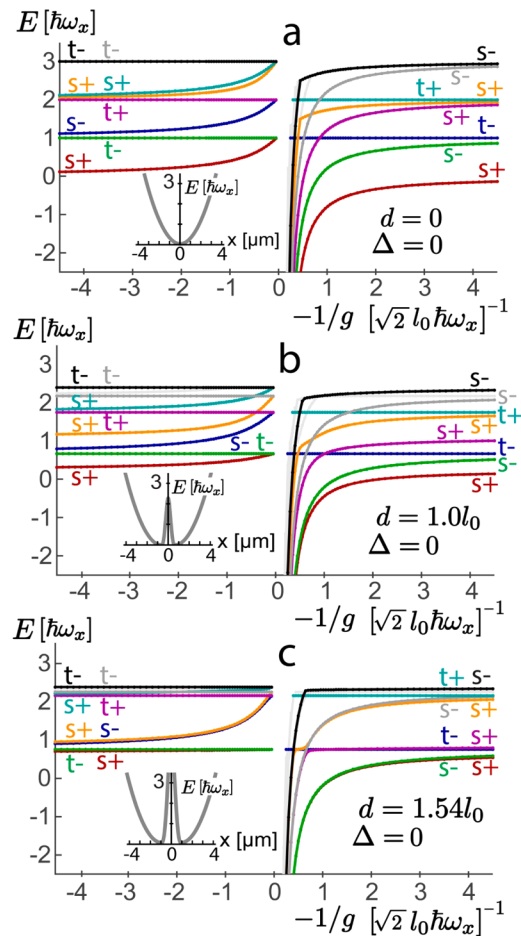 E [ħωₓ]
a
t- t-
3
s+ s+
2
t+
s-
1
t-
s+
0
-1
-2
3 E [ħωₓ]
x [μm]
-4 0 4
s-
s-
t+ s+
s+
t-
s-
s+
d = 0
Δ = 0
-4 -3 -2 -1 0 1 2 3 4
-1/g [√2 l₀ħωₓ]⁻¹
E [ħωₓ]
b
t- t-
2
s+
s+ t+
1
s- t-
s+
0
-1
-2
3 E [ħωₓ]
x [μm]
-4 0 4
s-
s-
t+
s+ s+
t-
s-
s+
d = 1.0l₀
Δ = 0
-4 -3 -2 -1 0 1 2 3 4
-1/g [√2 l₀ħωₓ]⁻¹
E [ħωₓ]
c
t- t-
3
2
s+ t+
s+ s-
1
t- s+
0
-1
-2
3 E [ħωₓ]
x [μm]
-4 0 4
t+ s-
s- s+
t- s+
s- s+
d = 1.54l₀
Δ = 0
-4 -3 -2 -1 0 1 2 3 4
-1/g [√2 l₀ħωₓ]⁻¹